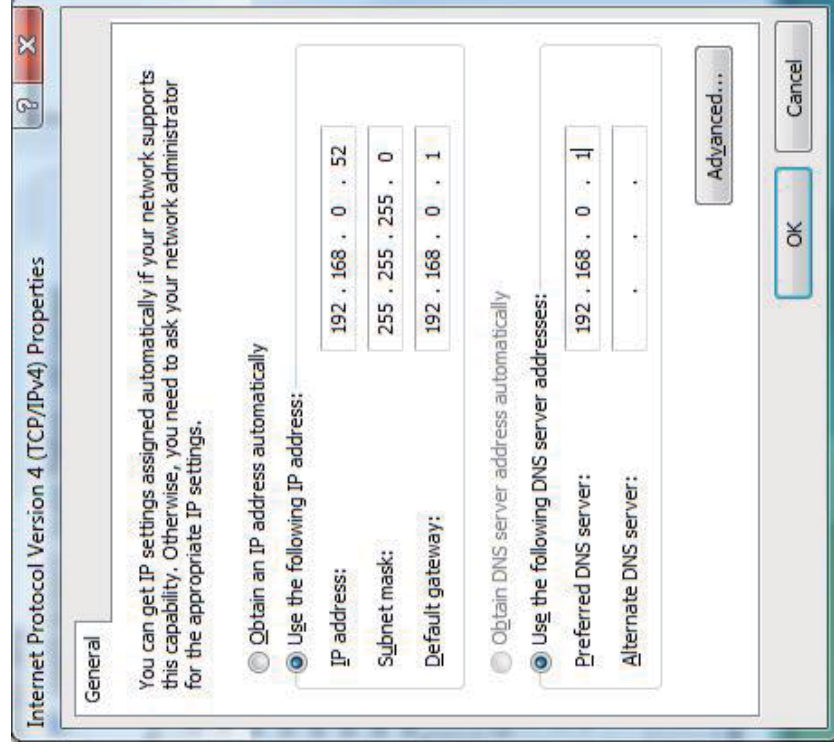 Internet Protocol Version 4 (TCP/IPv4) Properties
? X
General
You can get IP settings assigned automatically if your network supports
this capability. Otherwise, you need to ask your network administrator
for the appropriate IP settings.
Obtain an IP address automatically
Use the following IP address:
IP address: 192 . 168 . 0 . 52
Subnet mask: 255 . 255 . 255 . 0
Default gateway: 192 . 168 . 0 . 1
Obtain DNS server address automatically
Use the following DNS server addresses:
Preferred DNS server: 192 . 168 . 0 . 1
Alternate DNS server: . . .
Advanced...
OK Cancel